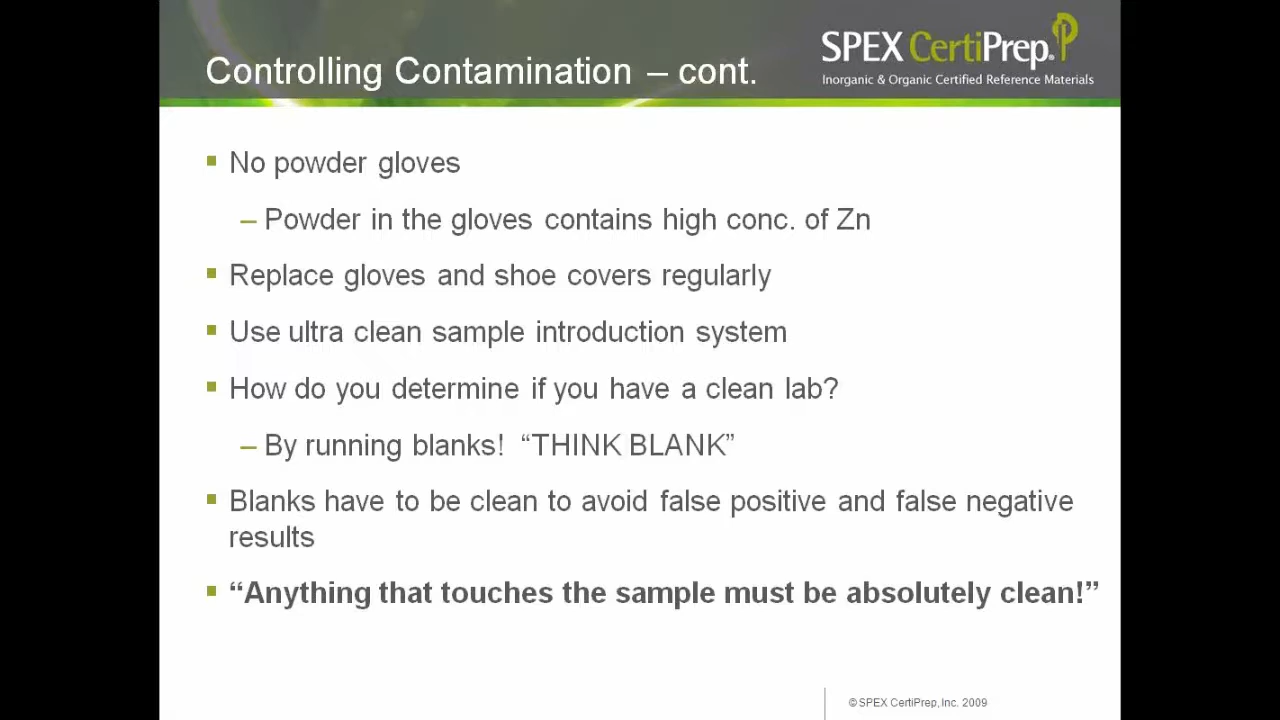 Controlling Contamination – cont.
SPEX CertiPrep.
Inorganic & Organic Certified Reference Materials
No powder gloves
– Powder in the gloves contains high conc. of Zn
Replace gloves and shoe covers regularly
Use ultra clean sample introduction system
How do you determine if you have a clean lab?
– By running blanks! “THINK BLANK”
Blanks have to be clean to avoid false positive and false negative
results
“Anything that touches the sample must be absolutely clean!”
© SPEX CertiPrep, Inc. 2009